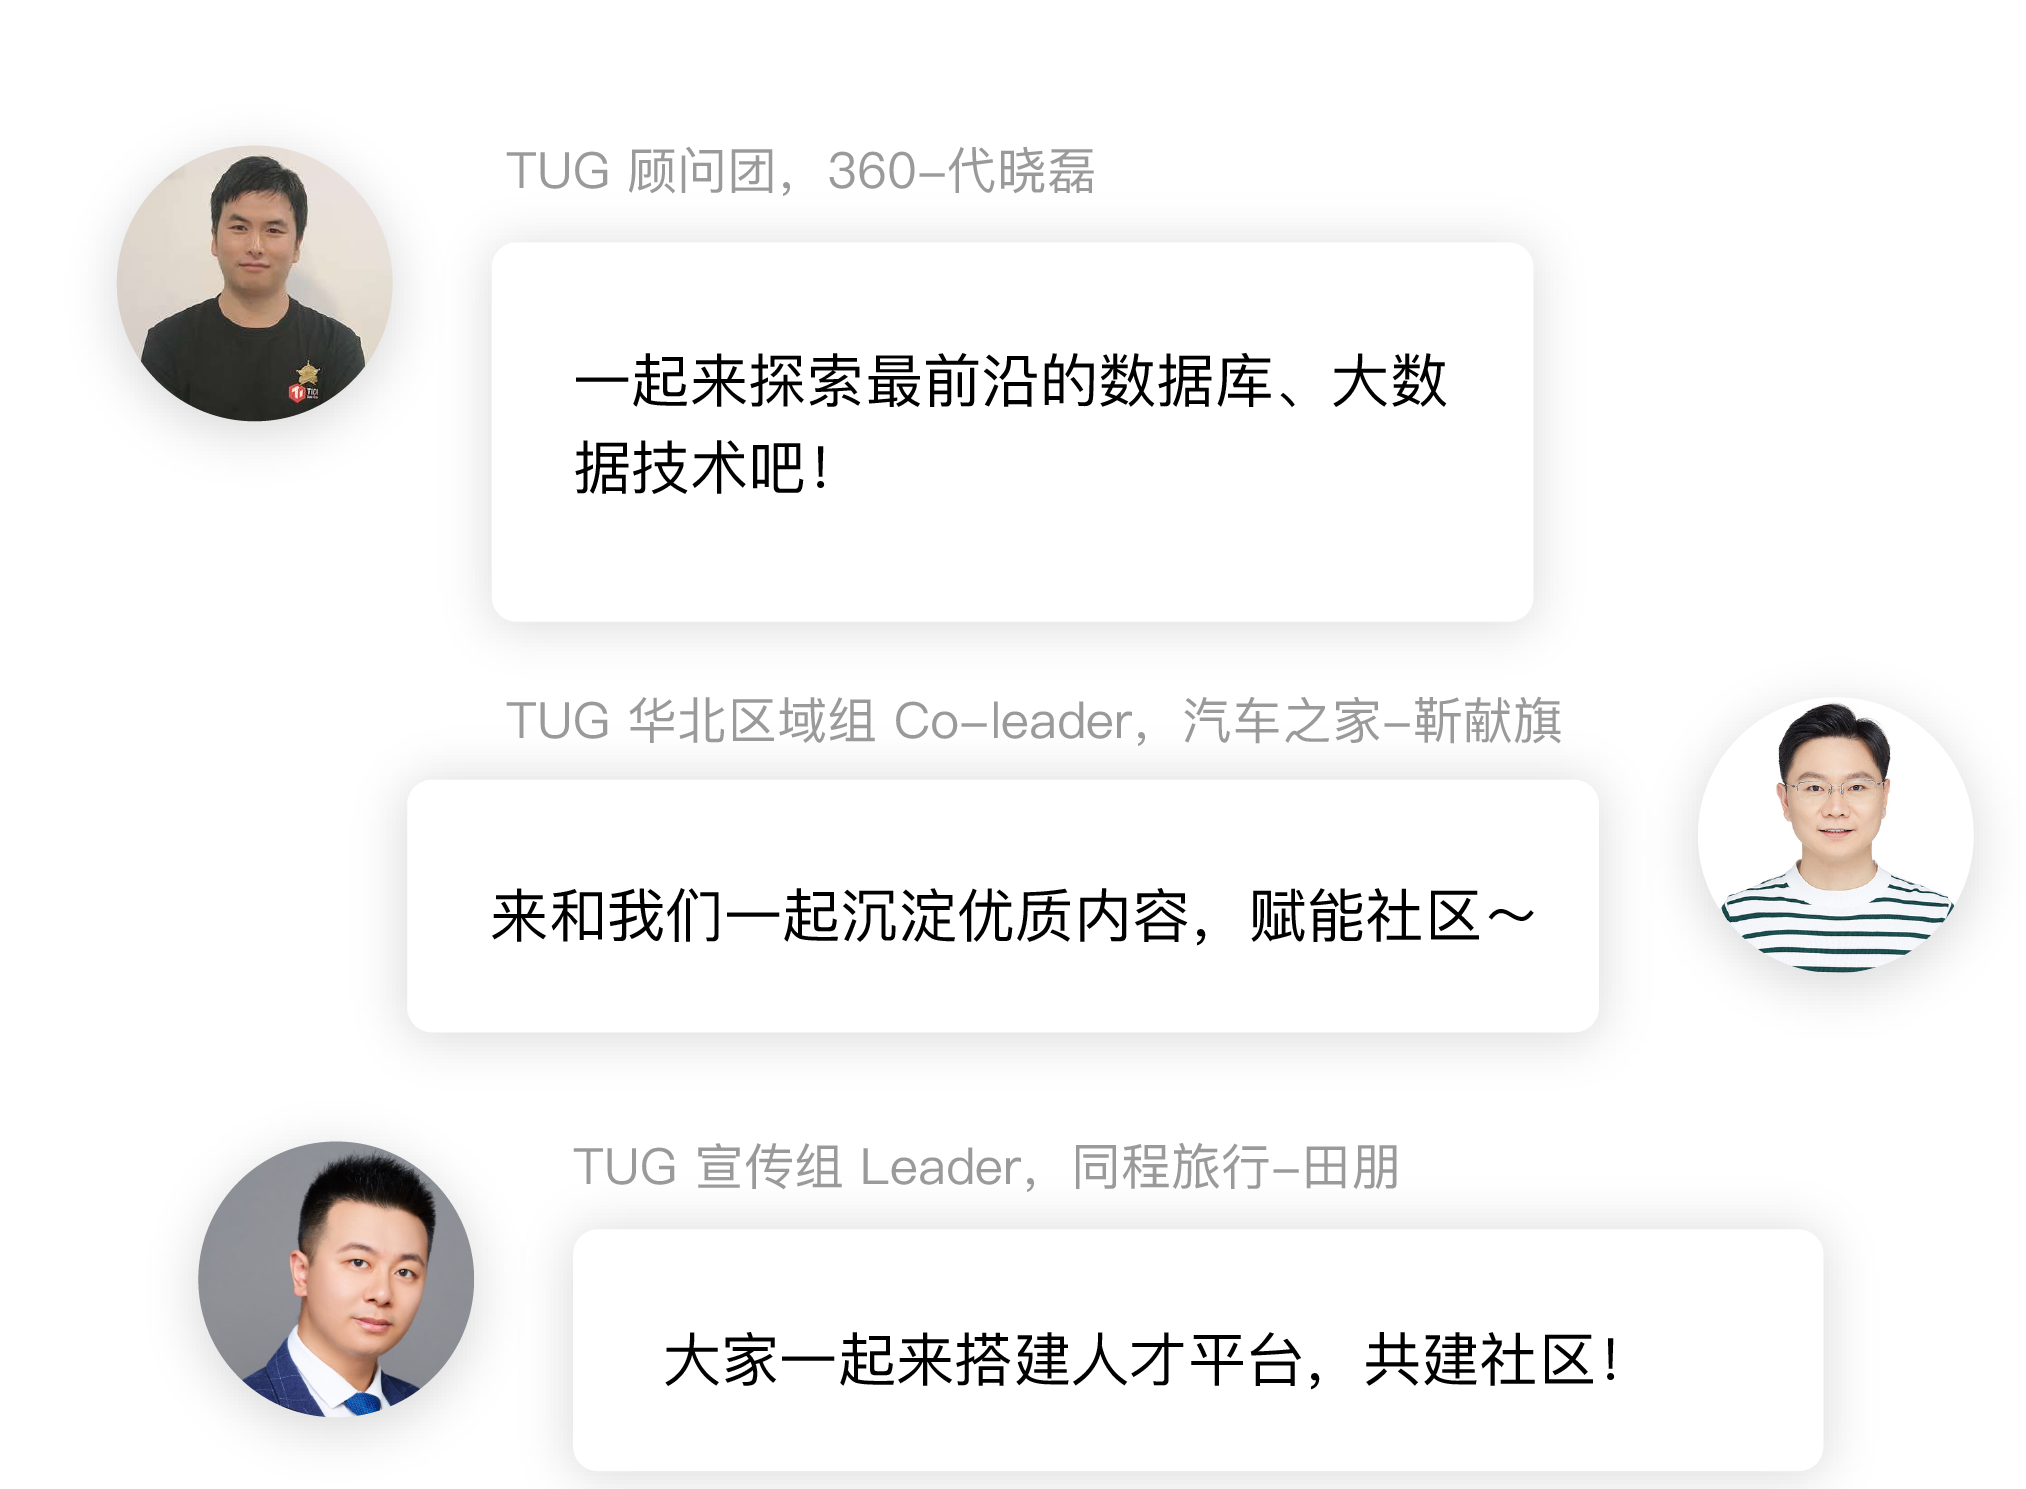 TUG 顾问团，360-代晓磊
一起来探索最前沿的数据库、大数
据技术吧！
TUG 华北区域组 Co-leader，汽车之家-靳献旗
来和我们一起沉淀优质内容，赋能社区～
TUG 宣传组 Leader，同程旅行-田朋
大家一起来搭建人才平台，共建社区！